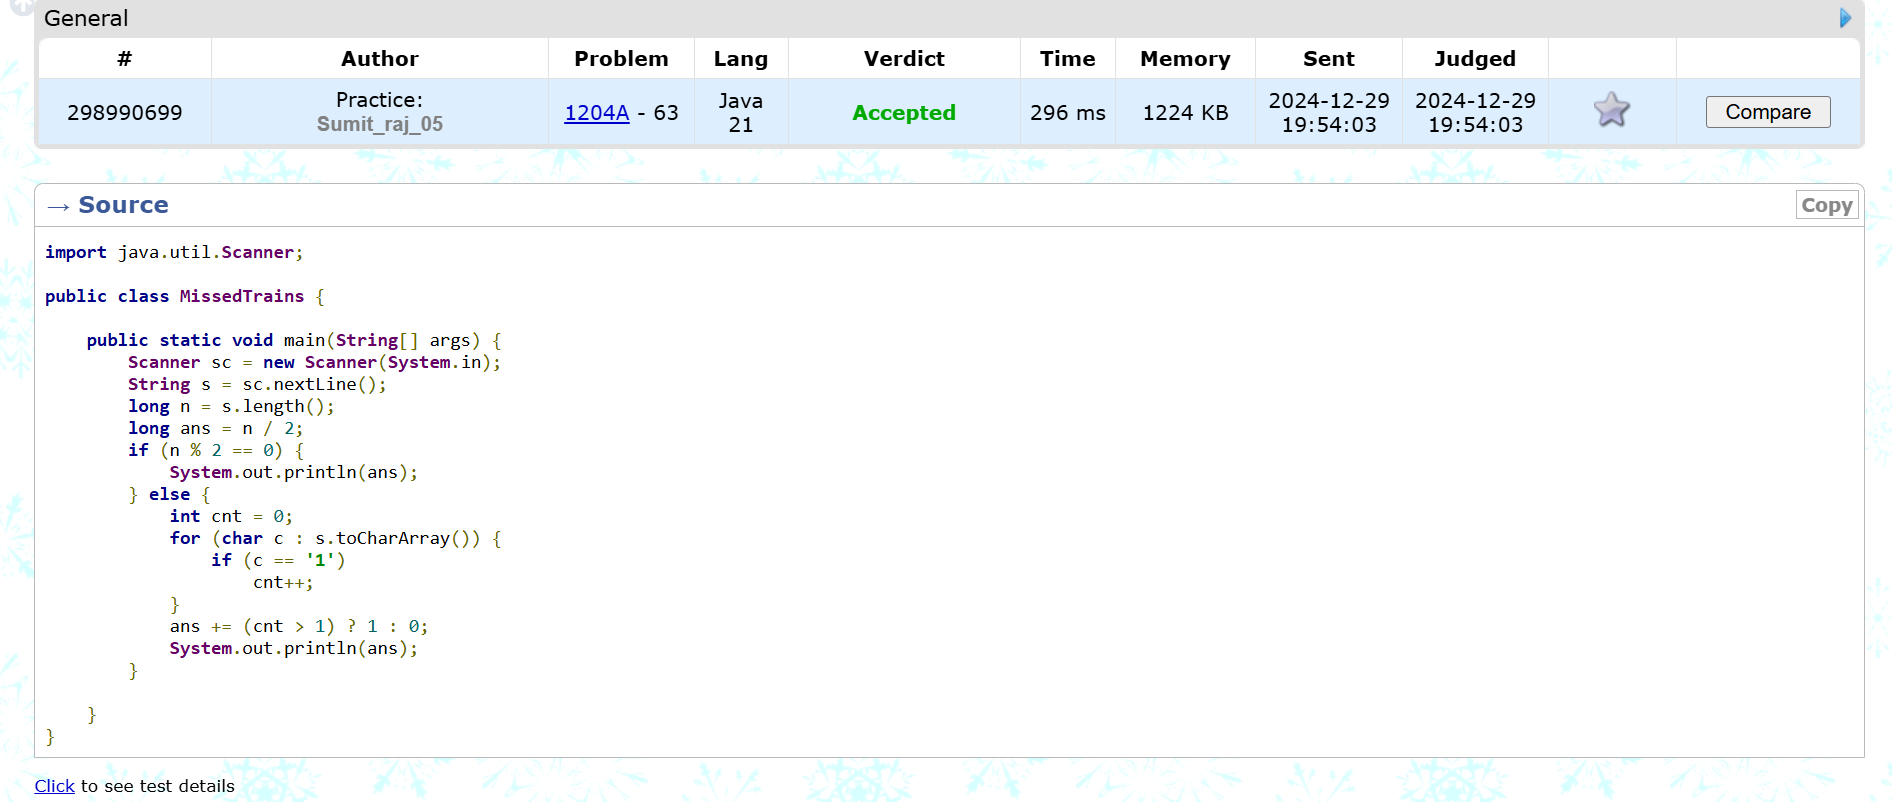 General
# Author Problem Lang Verdict Time Memory Sent Judged
298990699 Practice: Sumit_raj_05 1204A - 63 Java 21 Accepted 296 ms 1224 KB 2024-12-29 19:54:03 2024-12-29 19:54:03 Compare
→ Source Copy
import java.util.Scanner;
public class MissedTrains {
    public static void main(String[] args) {
        Scanner sc = new Scanner(System.in);
        String s = sc.nextLine();
        long n = s.length();
        long ans = n / 2;
        if (n % 2 == 0) {
            System.out.println(ans);
        } else {
            int cnt = 0;
            for (char c : s.toCharArray()) {
                if (c == '1')
                    cnt++;
            }
            ans += (cnt > 1) ? 1 : 0;
            System.out.println(ans);
        }
    }
}
Click to see test details